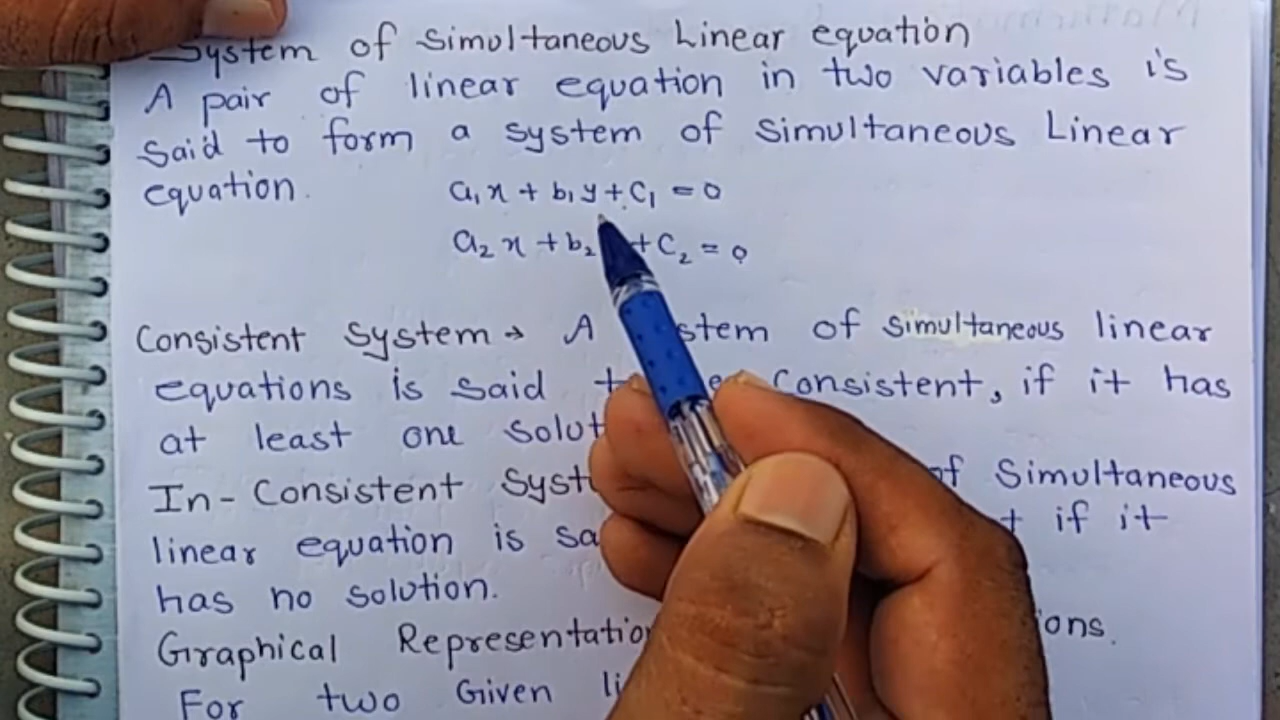 System of Simultaneous Linear equation
A pair of linear equation in two variables is
Said to form a system of Simultaneous Linear
equation.
a₁x + b₁y + C₁ = 0
a₂x + b₂ + C₂ = 0
Consistent System → A stem of simultaneous linear
equations is said consistent, if it has
at least one solut
In-Consistent Syst of Simultaneous
linear equation is sa if it
has no solution.
Graphical Representatio ons.
For two Given li